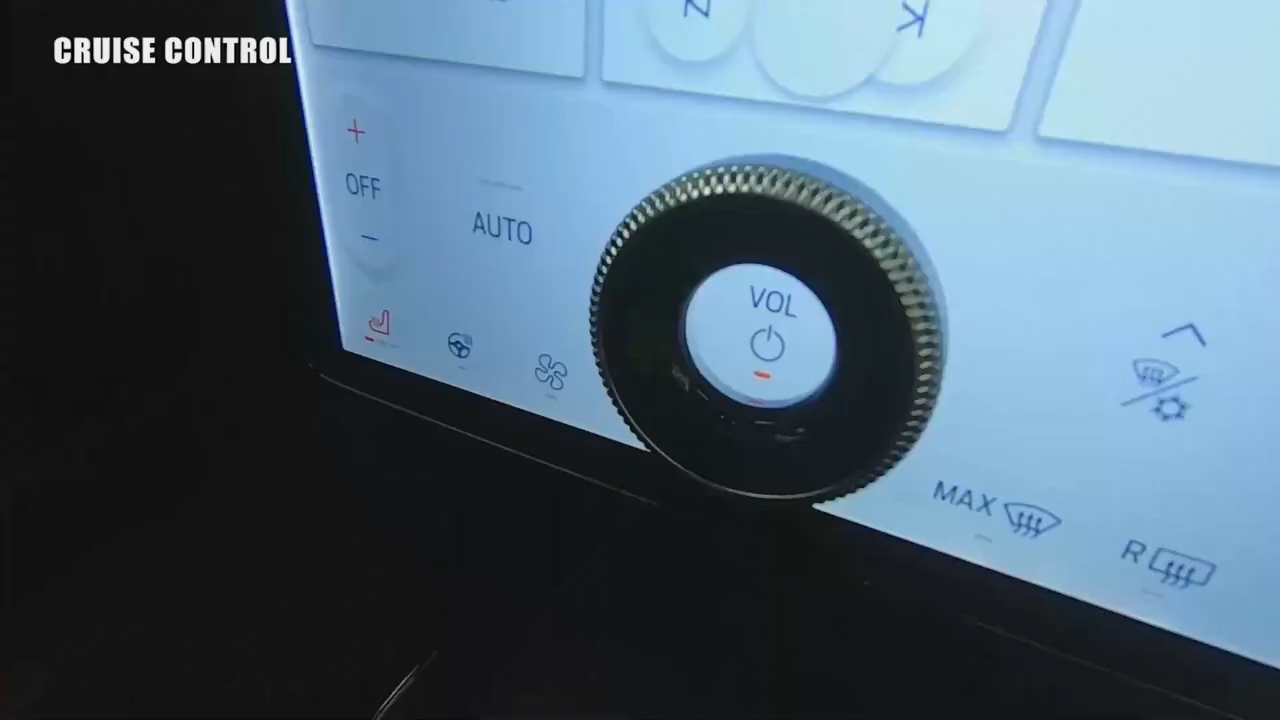 CRUISE CONTROL
Z
K
+
OFF
AUTO
−
VOL
MAX
R